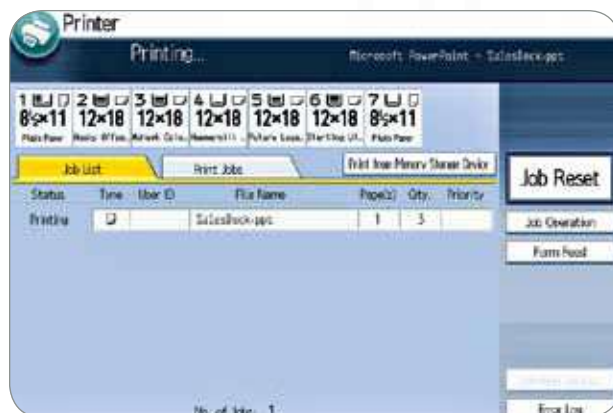 Printer
Printing... Microsoft PowerPoint - SalesDeck.ppt
1 2 3 4 5 6 7
8½×11 12×18 12×18 12×18 12×18 12×18 8½×11
Plain Paper Plain Paper
Job List Print Jobs Print from Memory Storage Device
Status Type User ID File Name Page(s) Qty. Priority
Printing SalesDeck.ppt 1 3
Job Reset
Job Operation
Form Feed
No. of Jobs: 1
Error Log